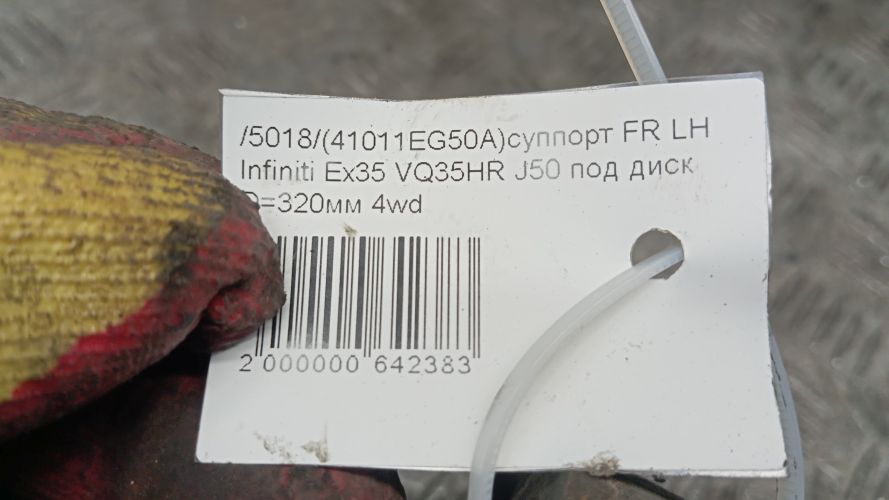 /5018/(41011EG50A)суппорт FR LH
Infiniti Ex35 VQ35HR J50 под диск
D=320мм 4wd
2 000000 642383